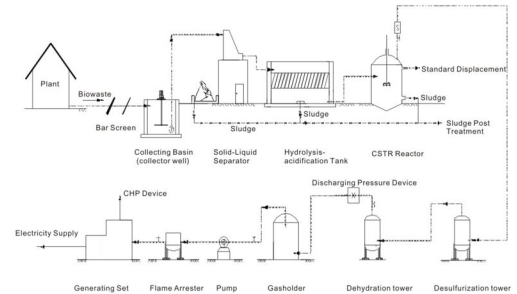 Plant
Biowaste
Bar Screen
Standard Displacement
Sludge
Sludge
Sludge
Sludge Post
Treatment
Collecting Basin
(collector well)
Solid-Liquid
Separator
Hydrolysis-
acidification Tank
CSTR Reactor
CHP Device
Discharging Pressure Device
Electricity Supply
Generating Set
Flame Arrester
Pump
Gasholder
Dehydration tower
Desulfurization tower